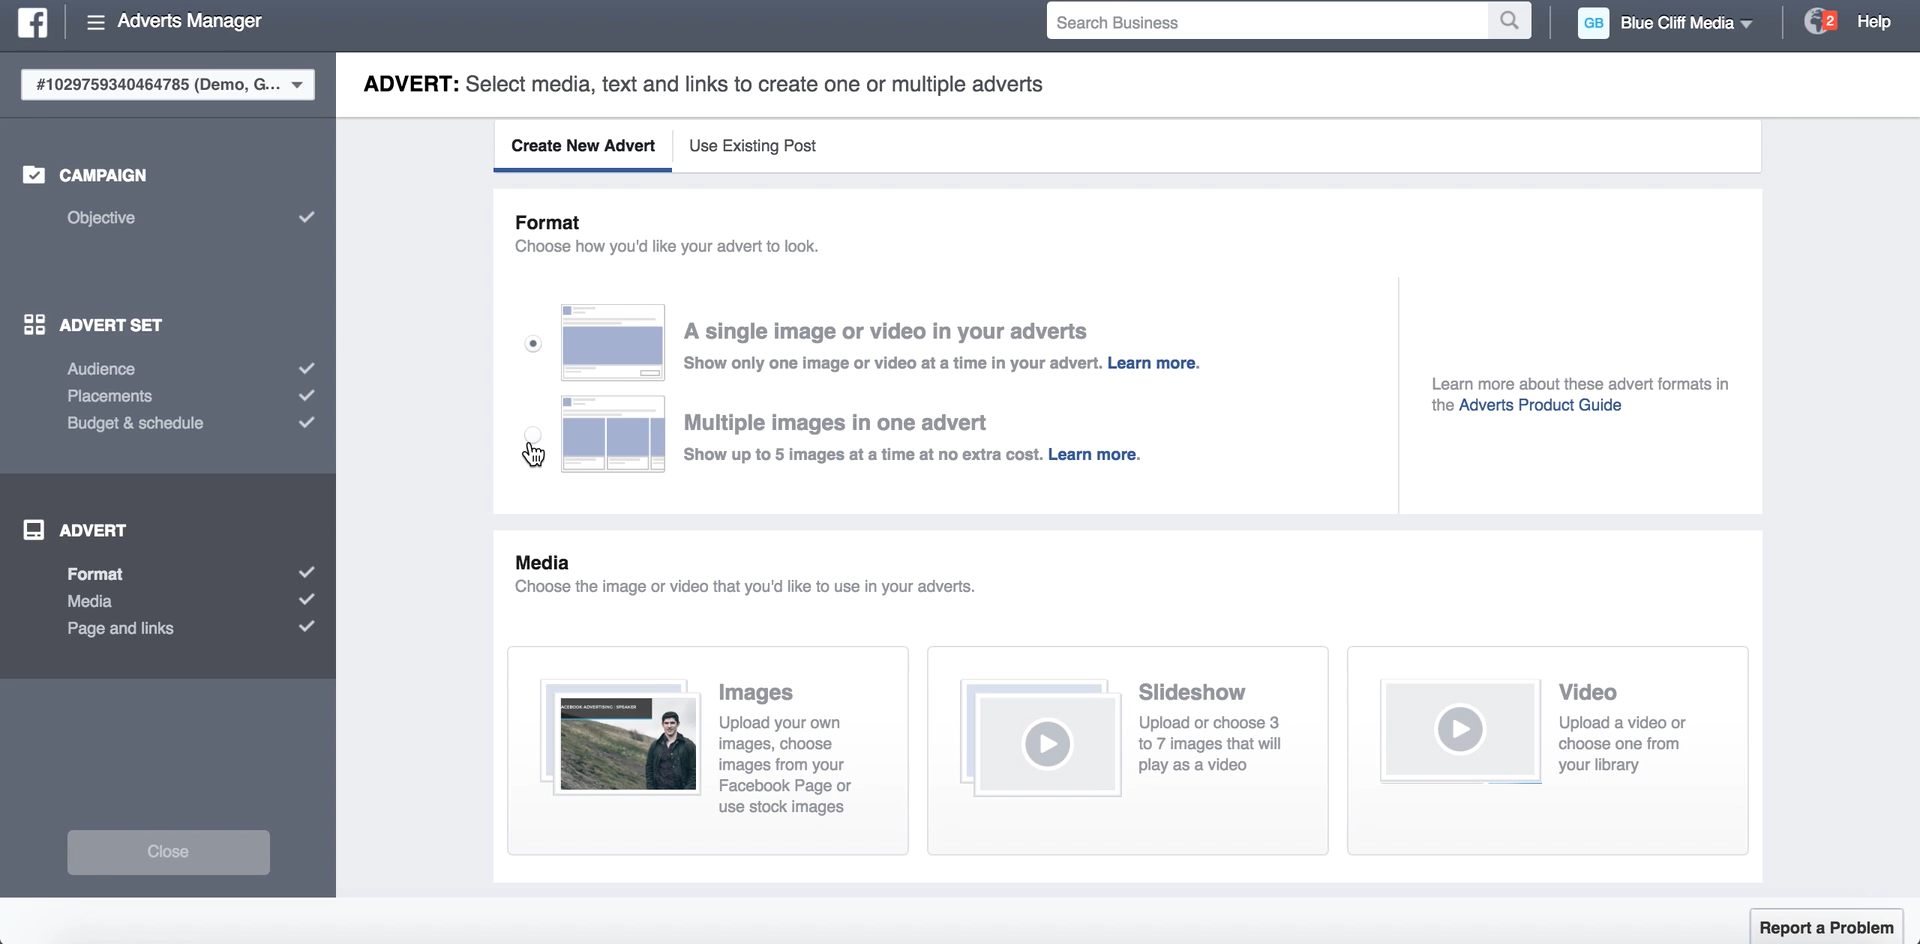 Adverts Manager
Search Business
GB
Blue Cliff Media
2
Help
#1029759340464785 (Demo, G...
ADVERT: Select media, text and links to create one or multiple adverts
CAMPAIGN
Objective
ADVERT SET
Audience
Placements
Budget & schedule
ADVERT
Format
Media
Page and links
Close
Create New Advert
Use Existing Post
Format
Choose how you'd like your advert to look.
A single image or video in your adverts
Show only one image or video at a time in your advert. Learn more.
Multiple images in one advert
Show up to 5 images at a time at no extra cost. Learn more.
Learn more about these advert formats in
the Adverts Product Guide
Media
Choose the image or video that you'd like to use in your adverts.
ACEBOOK ADVERTISING | SPEAKER
Images
Upload your own
images, choose
images from your
Facebook Page or
use stock images
Slideshow
Upload or choose 3
to 7 images that will
play as a video
Video
Upload a video or
choose one from
your library
Report a Problem